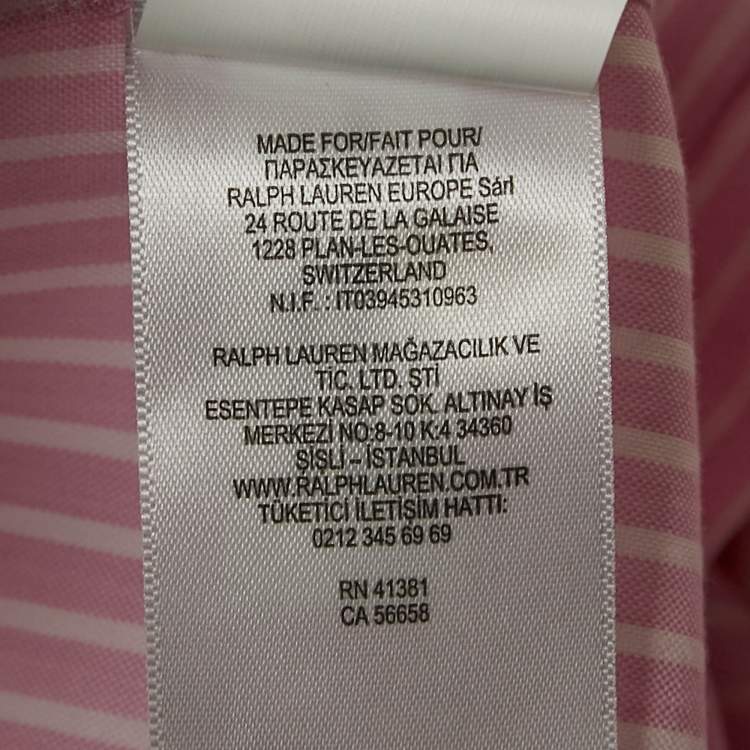 MADE FOR/FAIT POUR/
ΠΑΡΑΣΚΕΥΑΖΕΤΑΙ ΓΙΑ
RALPH LAUREN EUROPE Sárl
24 ROUTE DE LA GALAISE
1228 PLAN-LES-OUATES,
SWITZERLAND
N.I.F. : IT03945310963
RALPH LAUREN MAĞAZACILIK VE
TİC. LTD. ŞTİ
ESENTEPE KASAP SOK. ALTINAY İŞ
MERKEZİ NO:8-10 K:4 34360
ŞİSLİ – İSTANBUL
WWW.RALPHLAUREN.COM.TR
TÜKETİCİ İLETİŞİM HATTI:
0212 345 69 69
RN 41381
CA 56658